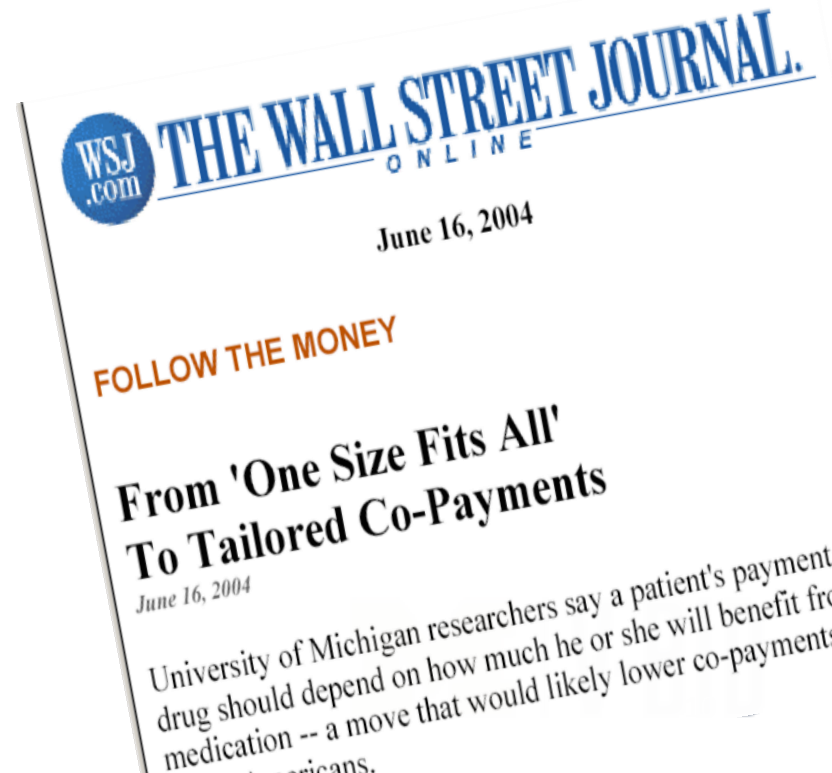 WSJ
.com
THE WALL STREET JOURNAL.
ONLINE
June 16, 2004
FOLLOW THE MONEY
From 'One Size Fits All'
To Tailored Co-Payments
June 16, 2004
University of Michigan researchers say a patient's payment
drug should depend on how much he or she will benefit
medication -- a move that would likely lower co-payments